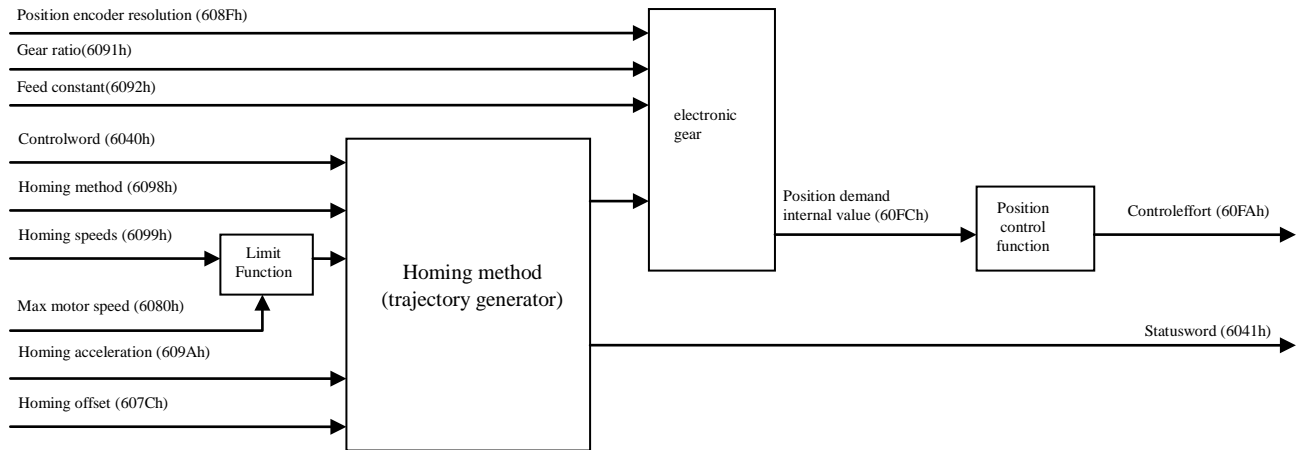 Position encoder resolution (608Fh)
Gear ratio(6091h)
Feed constant(6092h)
electronic
gear
Controlword (6040h)
Homing method (6098h)
Homing speeds (6099h)
Limit
Function
Max motor speed (6080h)
Homing acceleration (609Ah)
Homing offset (607Ch)
Homing method
(trajectory generator)
Position demand
internal value (60FCh)
Position
control
function
Controleffort (60FAh)
Statusword (6041h)